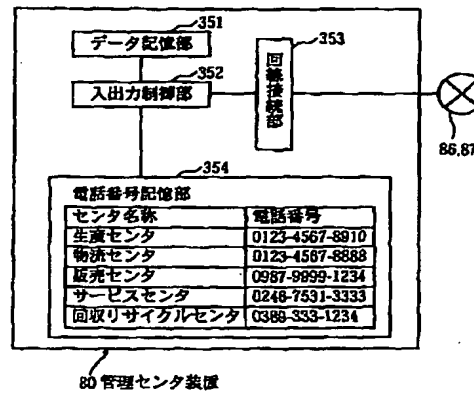 351
データ記憶部
352
入出力制御部
353
回線接続部
86,87
354
電話番号記憶部
センタ名称 電話番号
生産センタ 0123-4567-8910
物流センタ 0123-4567-8888
販売センタ 0987-9999-1234
サービスセンタ 0246-7531-3333
回収リサイクルセンタ 0389-333-1234
80 管理センタ装置